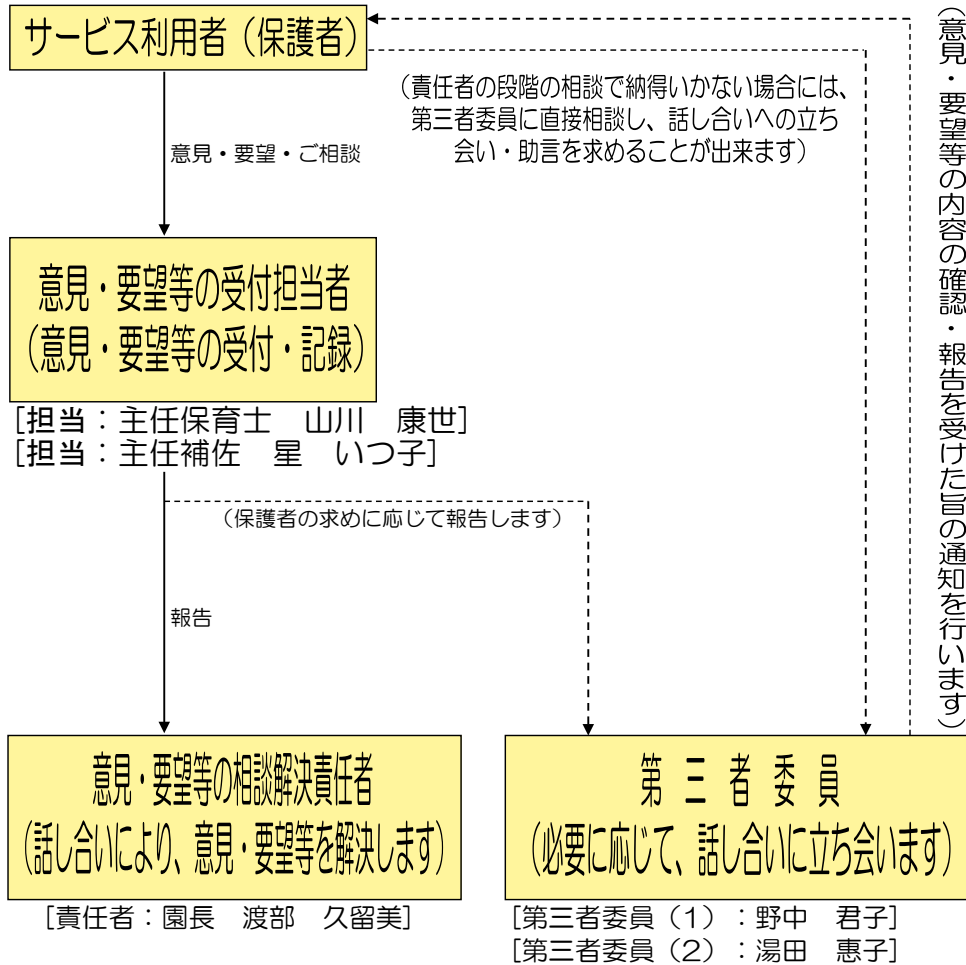 サービス利用者（保護者）
（責任者の段階の相談で納得いかない場合には、
第三者委員に直接相談し、話し合いへの立ち
会い・助言を求めることが出来ます）
（意見・要望等の内容の確認・報告を受けた旨の通知を行います）
意見・要望・ご相談
意見・要望等の受付担当者
（意見・要望等の受付・記録）
［担当：主任保育士　山川　康世］
［担当：主任補佐　星　いつ子］
（保護者の求めに応じて報告します）
報告
意見・要望等の相談解決責任者
（話し合いにより、意見・要望等を解決します）
［責任者：園長　渡部　久留美］
第三者委員
（必要に応じて、話し合いに立ち会います）
［第三者委員（1）：野中　君子］
［第三者委員（2）：湯田　惠子］